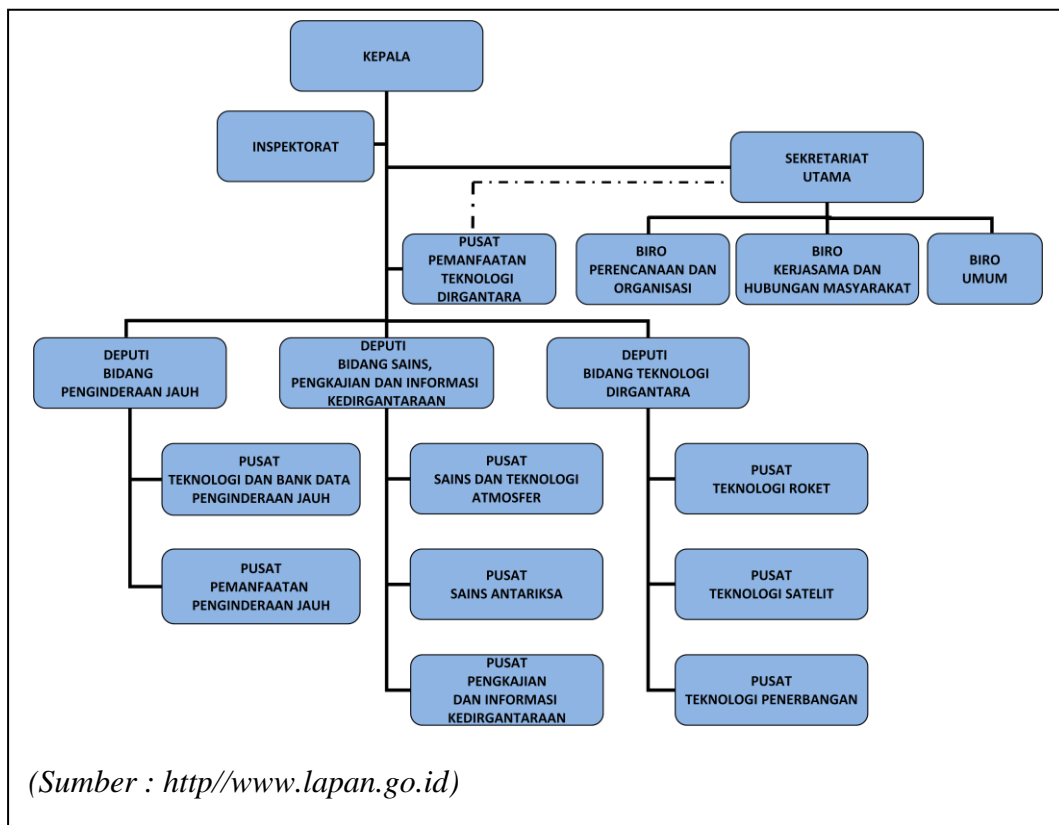 KEPALA
INSPEKTORAT
SEKRETARIAT
UTAMA
PUSAT
PEMANFAATAN
TEKNOLOGI
DIRGANTARA
BIRO
PERENCANAAN DAN
ORGANISASI
BIRO
KERJASAMA DAN
HUBUNGAN MASYARAKAT
BIRO
UMUM
DEPUTI
BIDANG
PENGINDERAAN JAUH
DEPUTI
BIDANG SAINS,
PENGKAJIAN DAN INFORMASI
KEDIRGANTARAAN
DEPUTI
BIDANG TEKNOLOGI
DIRGANTARA
PUSAT
TEKNOLOGI DAN BANK DATA
PENGINDERAAN JAUH
PUSAT
SAINS DAN TEKNOLOGI
ATMOSFER
PUSAT
TEKNOLOGI ROKET
PUSAT
PEMANFAATAN
PENGINDERAAN JAUH
PUSAT
SAINS ANTARIKSA
PUSAT
TEKNOLOGI SATELIT
PUSAT
PENGKAJIAN
DAN INFORMASI
KEDIRGANTARAAN
PUSAT
TEKNOLOGI PENERBANGAN
(Sumber : http//www.lapan.go.id)